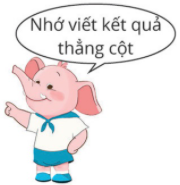 Nhớ viết kết quả
thẳng cột